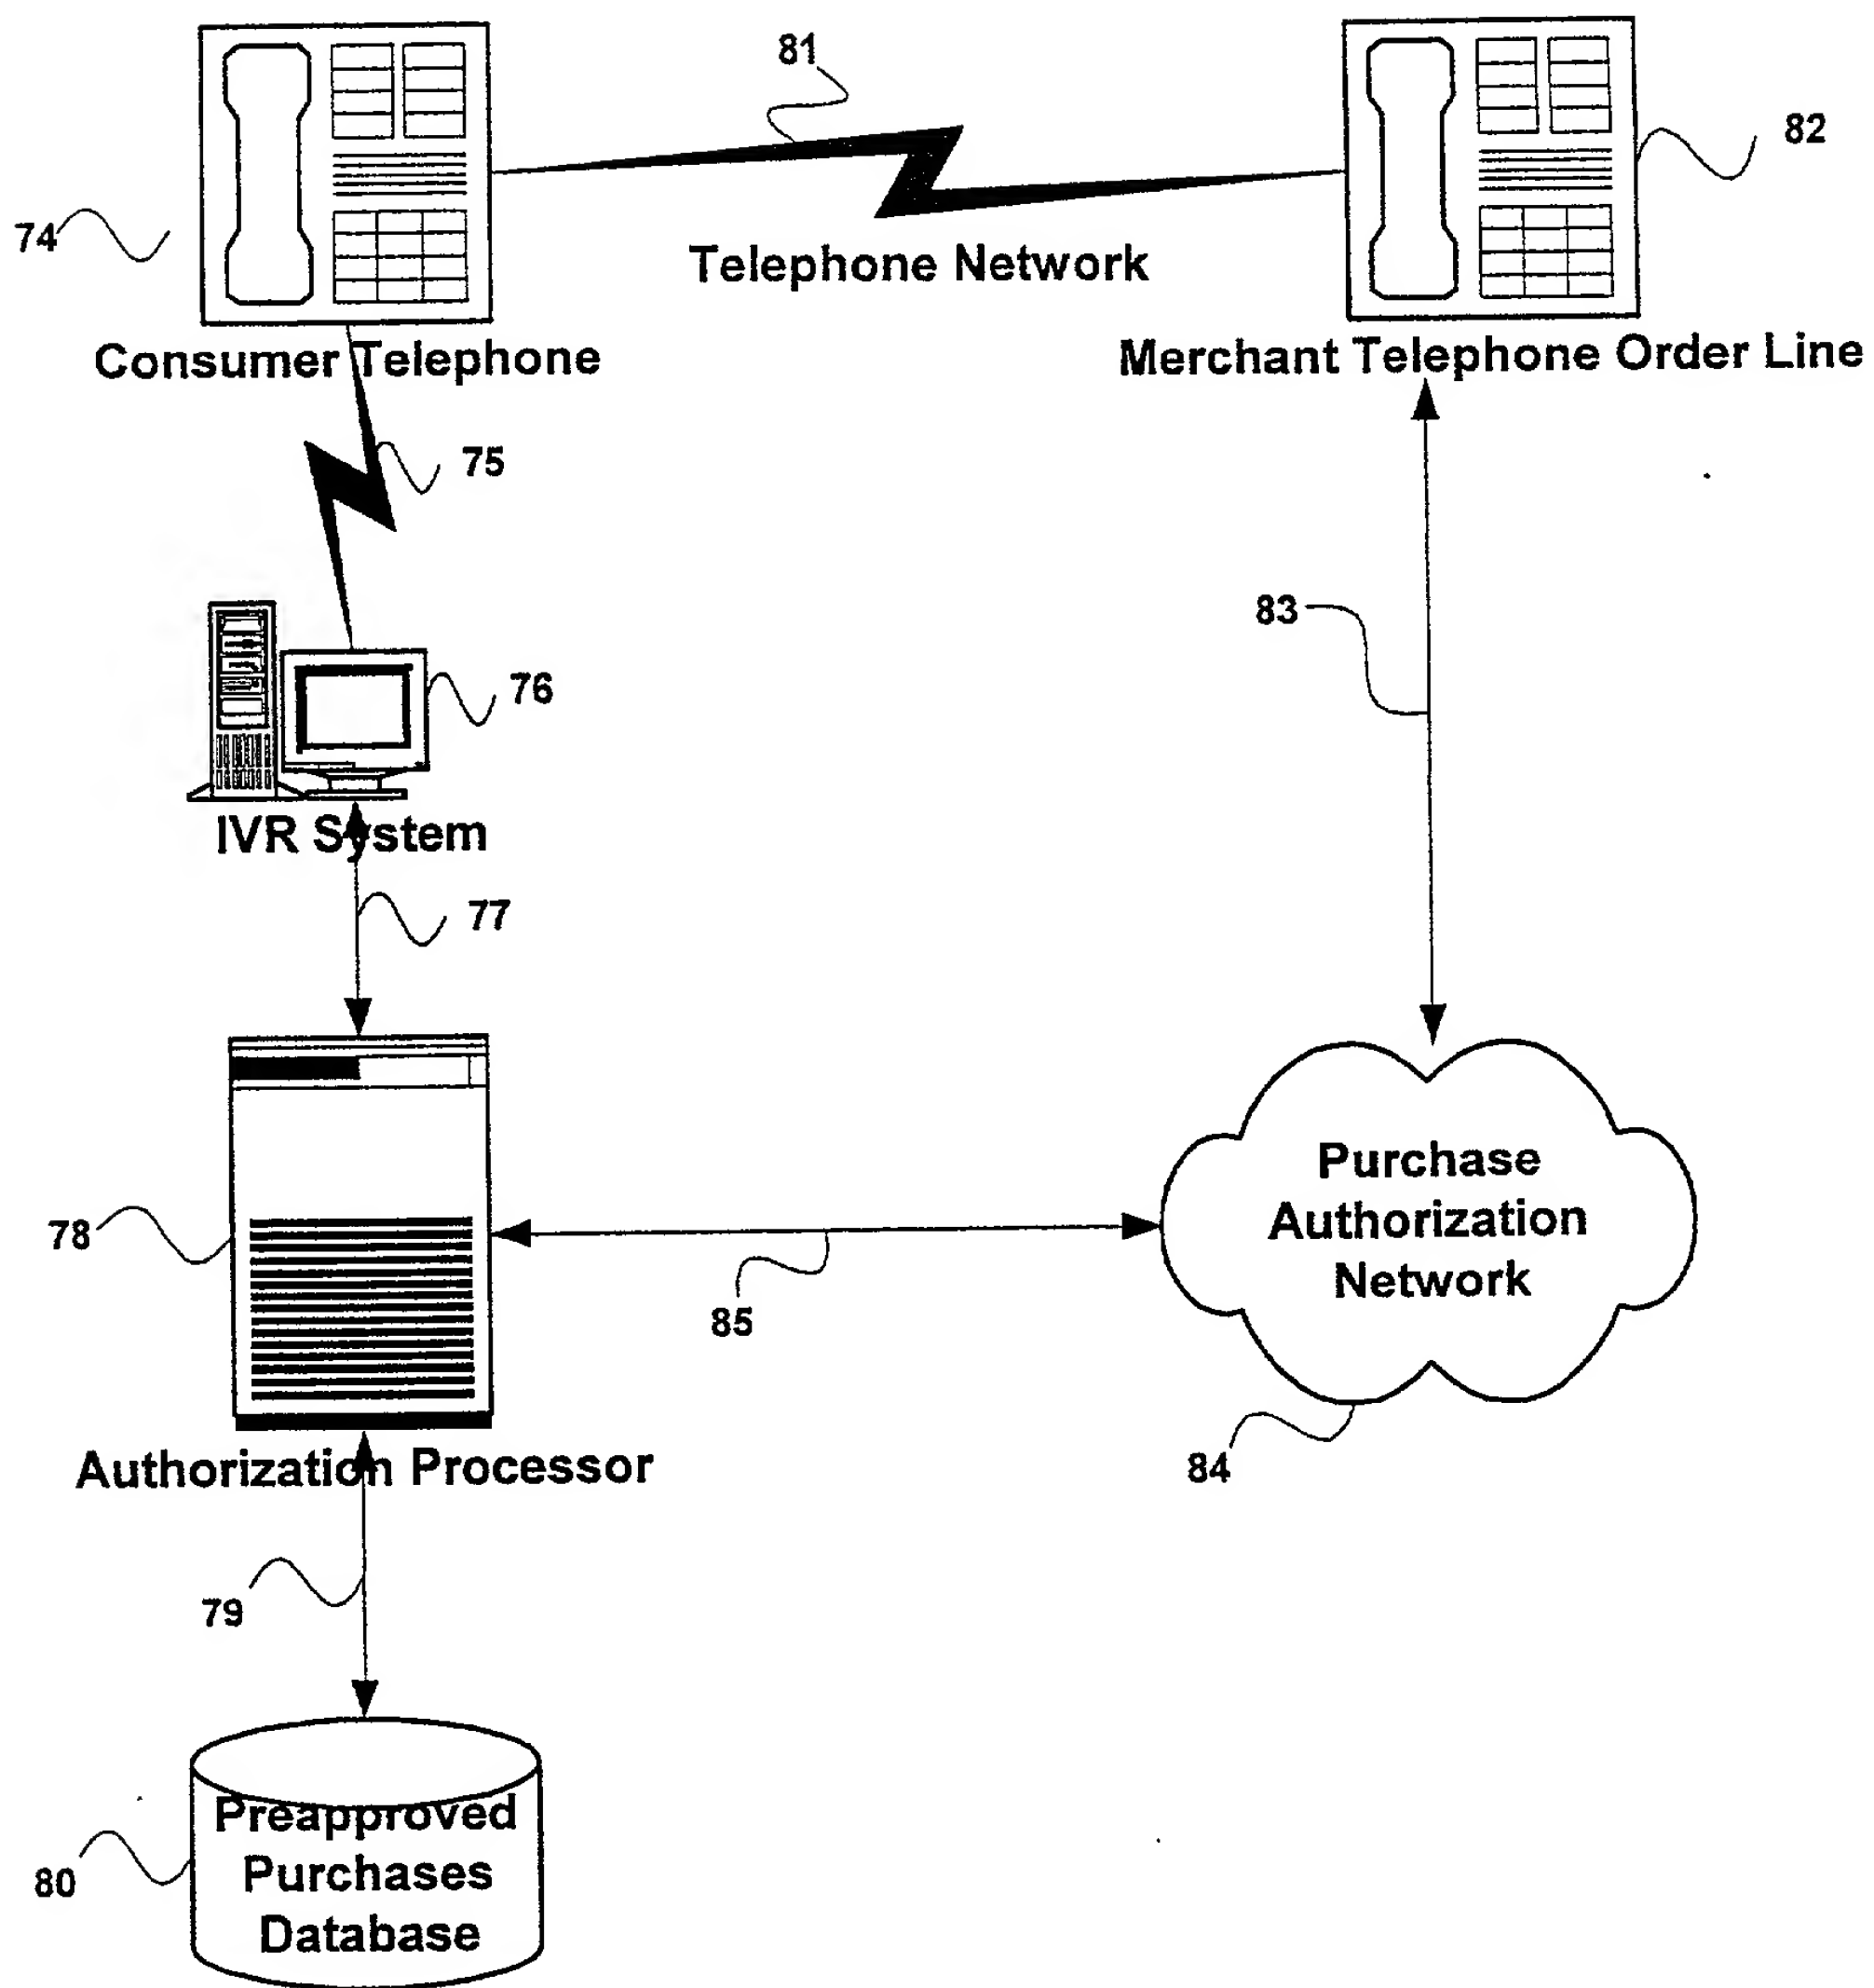 81
82
74
Telephone Network
Consumer Telephone
Merchant Telephone Order Line
75
83
76
IVR System
77
Purchase
Authorization
Network
78
85
84
Authorization Processor
79
Preapproved
Purchases
Database
80